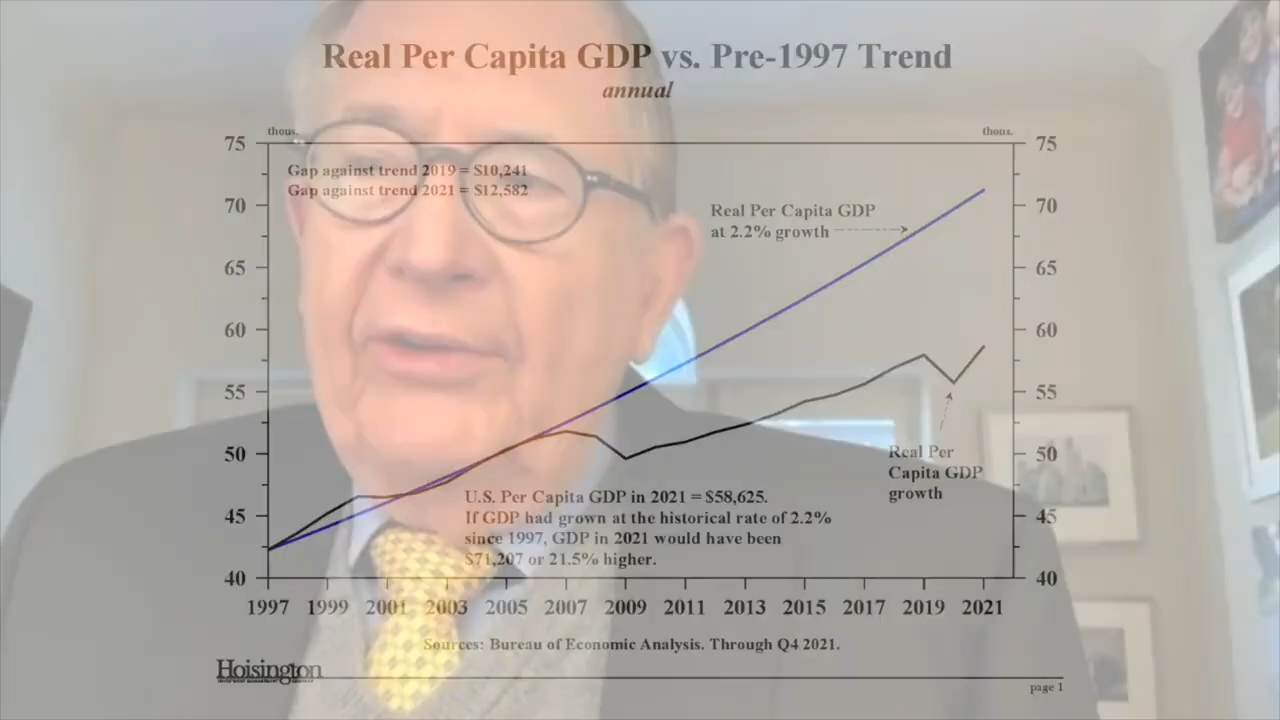 Real Per Capita GDP vs. Pre-1997 Trend
annual
thous. thous.
75 75
Gap against trend 2019 = $10,241
Gap against trend 2021 = $12,582
70 70
Real Per Capita GDP
at 2.2% growth
65 65
60 60
55 55
50 50
Real Per
Capita GDP
growth
U.S. Per Capita GDP in 2021 = $58,625.
If GDP had grown at the historical rate of 2.2%
since 1997, GDP in 2021 would have been
$71,207 or 21.5% higher.
45 45
40 40
1997 1999 2001 2003 2005 2007 2009 2011 2013 2015 2017 2019 2021
Sources: Bureau of Economic Analysis. Through Q4 2021.
Hoisington
page 1